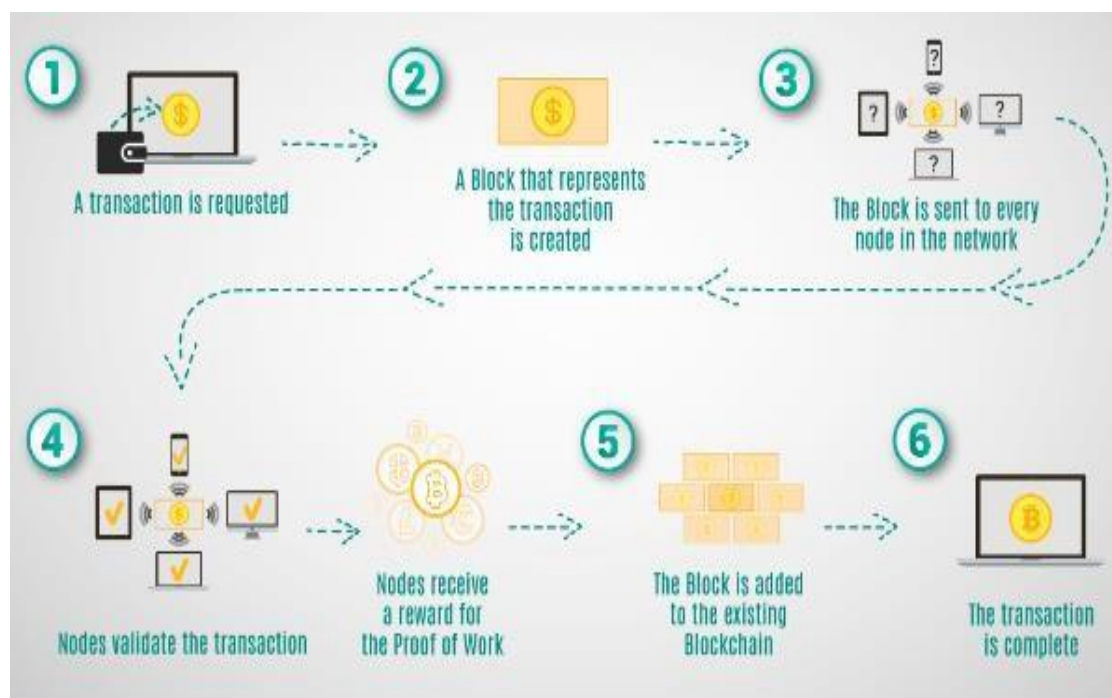 1
A transaction is requested
2
A Block that represents
the transaction
is created
3
The Block is sent to every
node in the network
4
Nodes validate the transaction
Nodes receive
a reward for
the Proof of Work
5
The Block is added
to the existing
Blockchain
6
The transaction
is complete